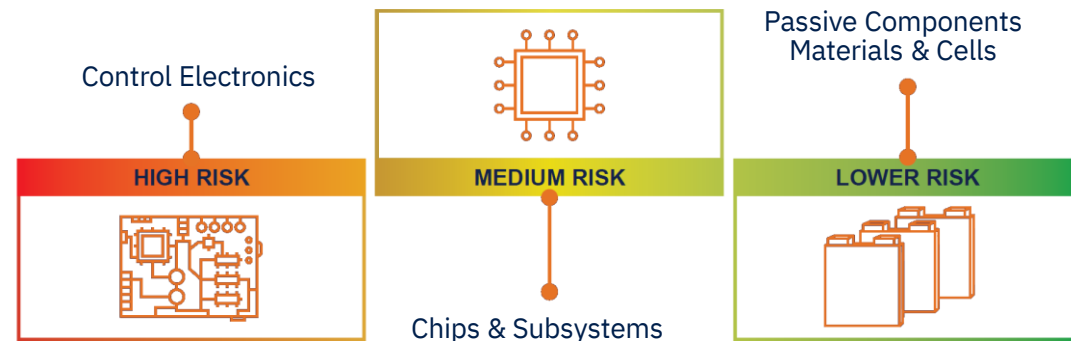 Control Electronics
HIGH RISK
MEDIUM RISK
Chips & Subsystems
Passive Components
Materials & Cells
LOWER RISK